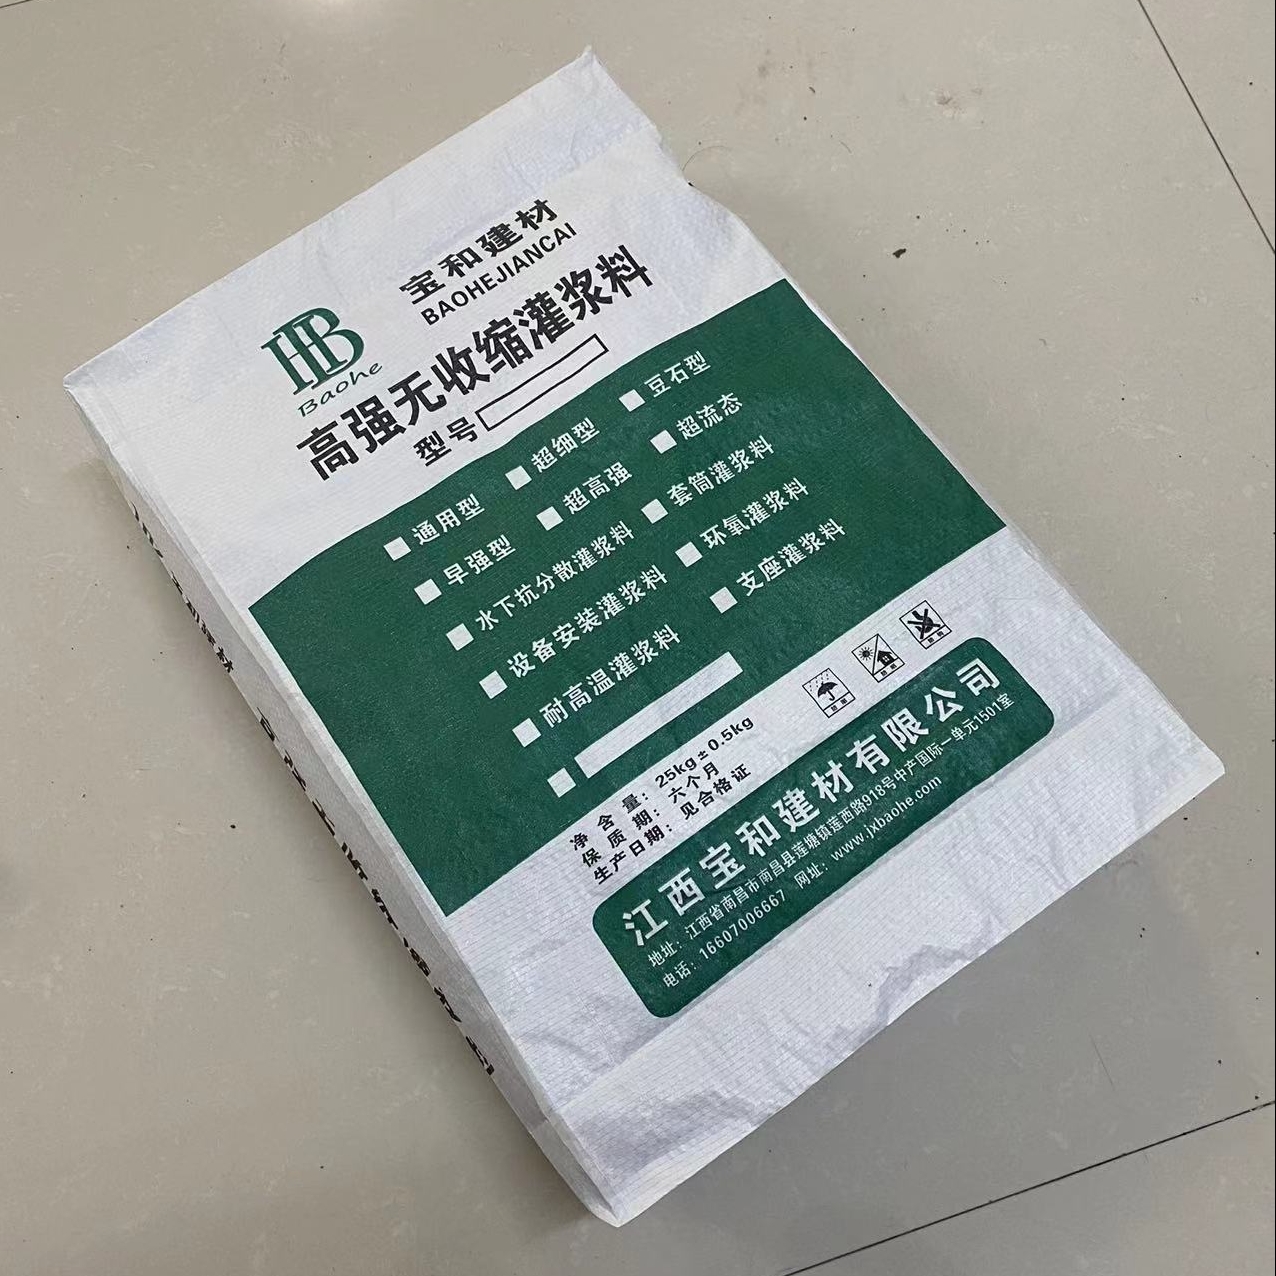 宝和建材
BAOHEJIANCAI
HB
Baohe
高强无收缩灌浆料
型号
通用型 超细型 豆石型
早强型 超高强 超流态
水下抗分散灌浆料 套筒灌浆料
设备安装灌浆料 环氧灌浆料
耐高温灌浆料 支座灌浆料
净含量：25kg±0.5kg
保质期：六个月
生产日期：见合格证
江西宝和建材有限公司
地址：江西省南昌市南昌县莲塘镇莲西路918号中产国际一单元1501室
电话：16607006667 网址：www.jxbaohe.com